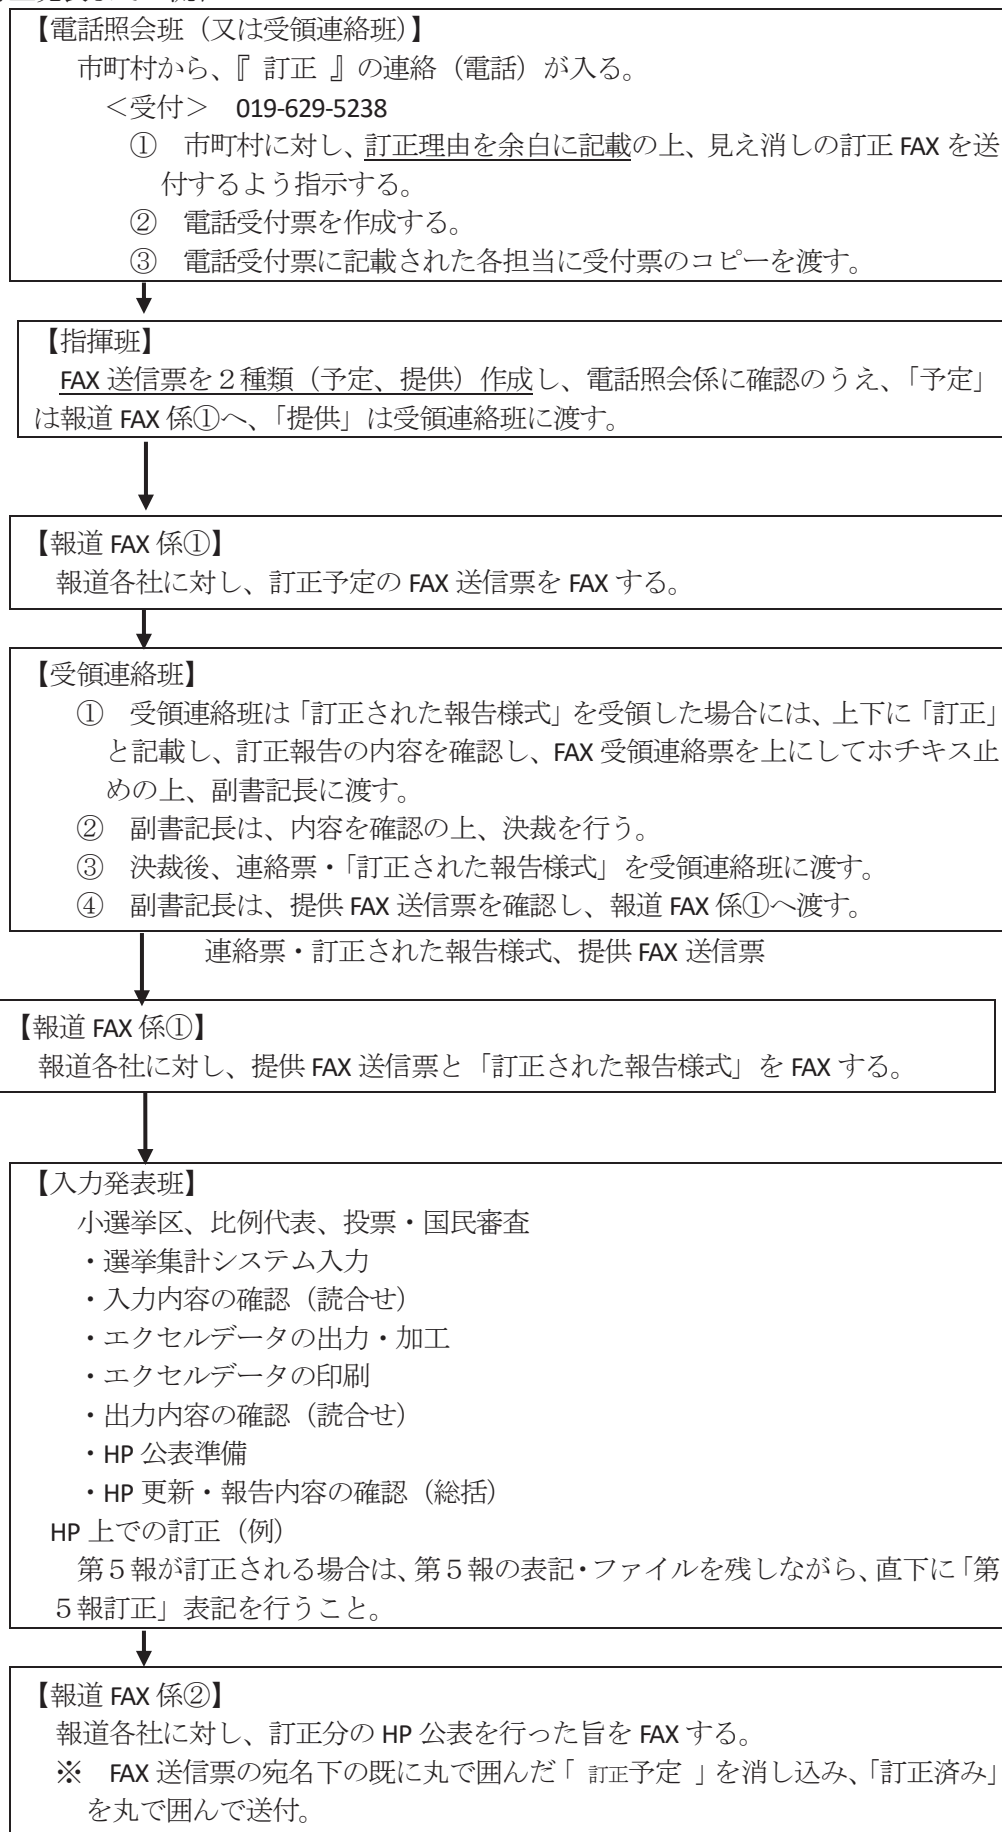 【電話照会班（又は受領連絡班）】
市町村から、『 訂正 』の連絡（電話）が入る。
＜受付＞ 019-629-5238
① 市町村に対し、訂正理由を余白に記載の上、見え消しの訂正 FAX を送
付するよう指示する。
② 電話受付票を作成する。
③ 電話受付票に記載された各担当に受付票のコピーを渡す。
【指揮班】
FAX 送信票を２種類（予定、提供）作成し、電話照会係に確認のうえ、「予定」
は報道 FAX 係①へ、「提供」は受領連絡班に渡す。
【報道 FAX 係①】
報道各社に対し、訂正予定の FAX 送信票を FAX する。
【受領連絡班】
① 受領連絡班は「訂正された報告様式」を受領した場合には、上下に「訂正」
と記載し、訂正報告の内容を確認し、FAX 受領連絡票を上にしてホチキス止
めの上、副書記長に渡す。
② 副書記長は、内容を確認の上、決裁を行う。
③ 決裁後、連絡票・「訂正された報告様式」を受領連絡班に渡す。
④ 副書記長は、提供 FAX 送信票を確認し、報道 FAX 係①へ渡す。
連絡票・訂正された報告様式、提供 FAX 送信票
【報道 FAX 係①】
報道各社に対し、提供 FAX 送信票と「訂正された報告様式」を FAX する。
【入力発表班】
小選挙区、比例代表、投票・国民審査
・選挙集計システム入力
・入力内容の確認（読合せ）
・エクセルデータの出力・加工
・エクセルデータの印刷
・出力内容の確認（読合せ）
・HP 公表準備
・HP 更新・報告内容の確認（総括）
HP 上での訂正（例）
第５報が訂正される場合は、第５報の表記・ファイルを残しながら、直下に「第
５報訂正」表記を行うこと。
【報道 FAX 係②】
報道各社に対し、訂正分の HP 公表を行った旨を FAX する。
※ FAX 送信票の宛名下の既に丸で囲んだ「 訂正予定 」を消し込み、「訂正済み」
を丸で囲んで送付。